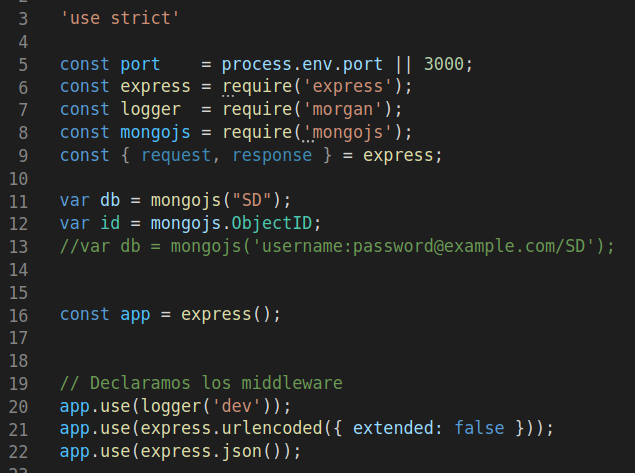 3 'use strict'
4
5 const port    = process.env.port || 3000;
6 const express = require('express');
7 const logger  = require('morgan');
8 const mongojs = require('mongojs');
9 const { request, response } = express;
10
11 var db = mongojs("SD");
12 var id = mongojs.ObjectID;
13 //var db = mongojs('username:password@example.com/SD');
14
15
16 const app = express();
17
18
19 // Declaramos los middleware
20 app.use(logger('dev'));
21 app.use(express.urlencoded({ extended: false }));
22 app.use(express.json());